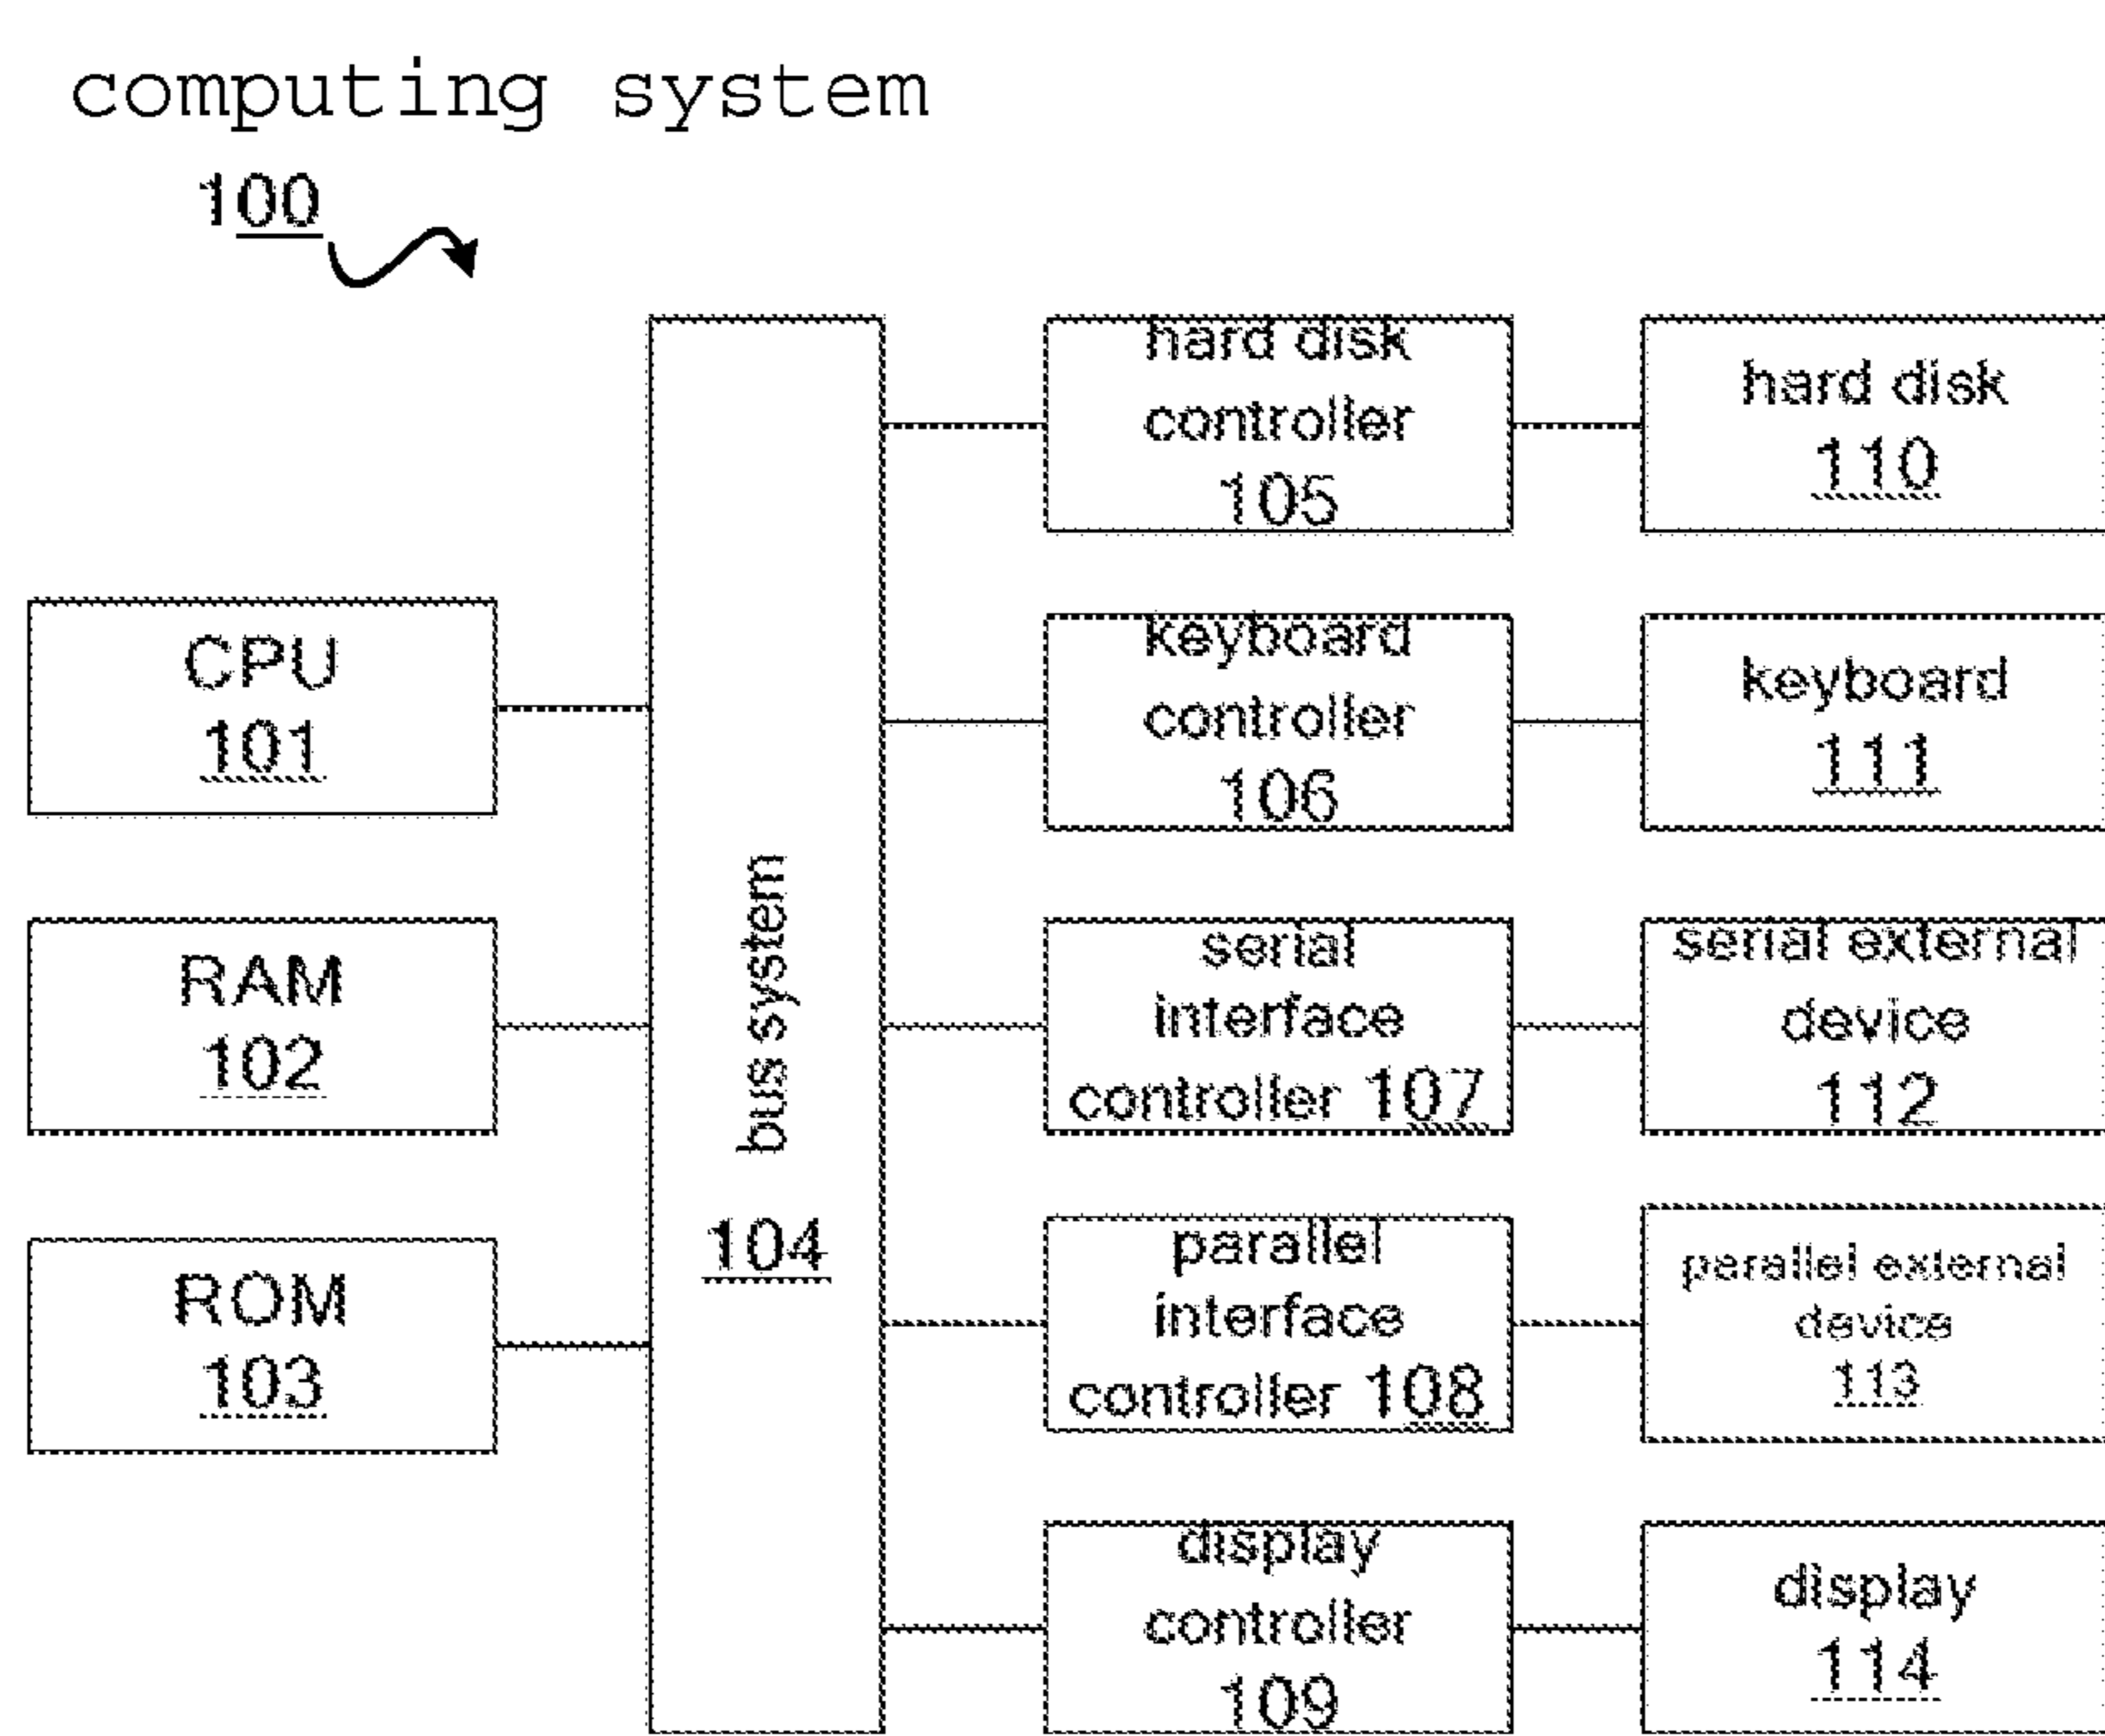 computing system
100
CPU
101
RAM
102
ROM
103
bus system
104
hard disk
controller
105
keyboard
controller
106
serial
interface
controller 107
parallel
interface
controller 108
display
controller
109
hard disk
110
keyboard
111
serial external
device
112
parallel external
device
113
display
114